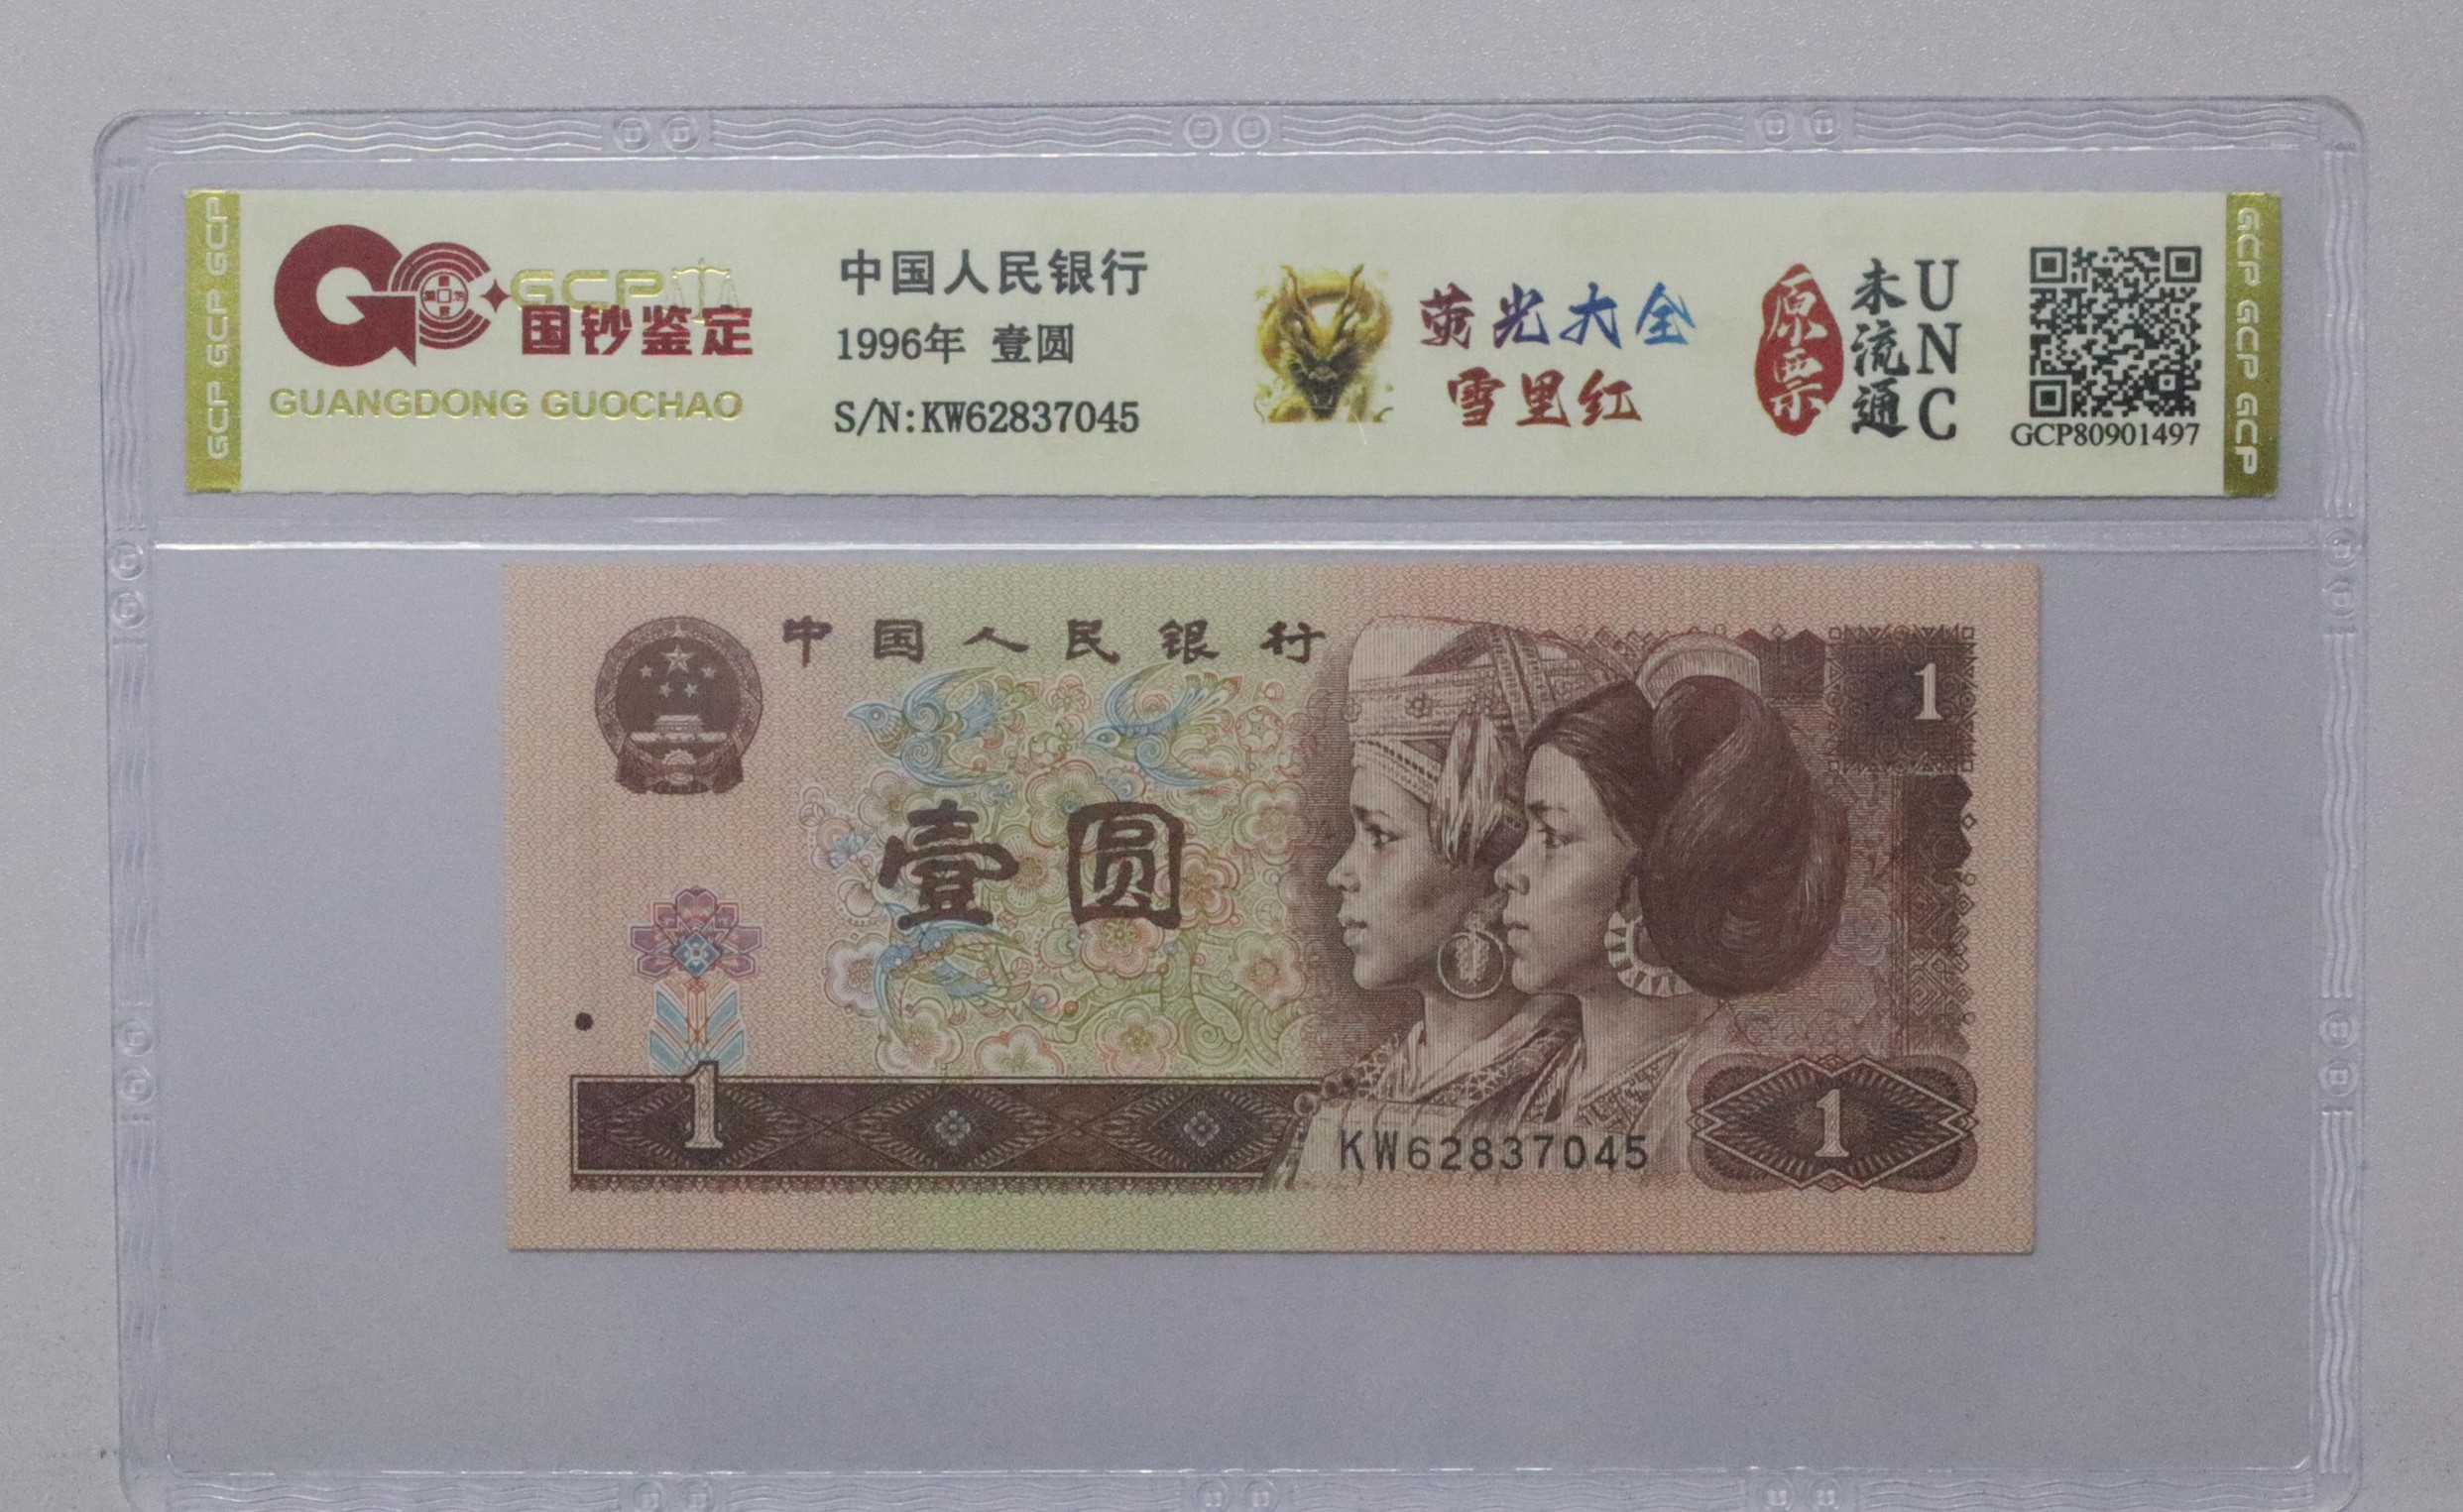 GCP GCP GCP
GCP
国钞鉴定
GUANGDONG GUOCHAO
中国人民银行
1996年 壹圆
S/N:KW62837045
荧光大全
雪里红
原票
未流通
UNC
GCP80901497
GCP GCP GCP
中国人民银行
1
壹圆
1
KW62837045
1